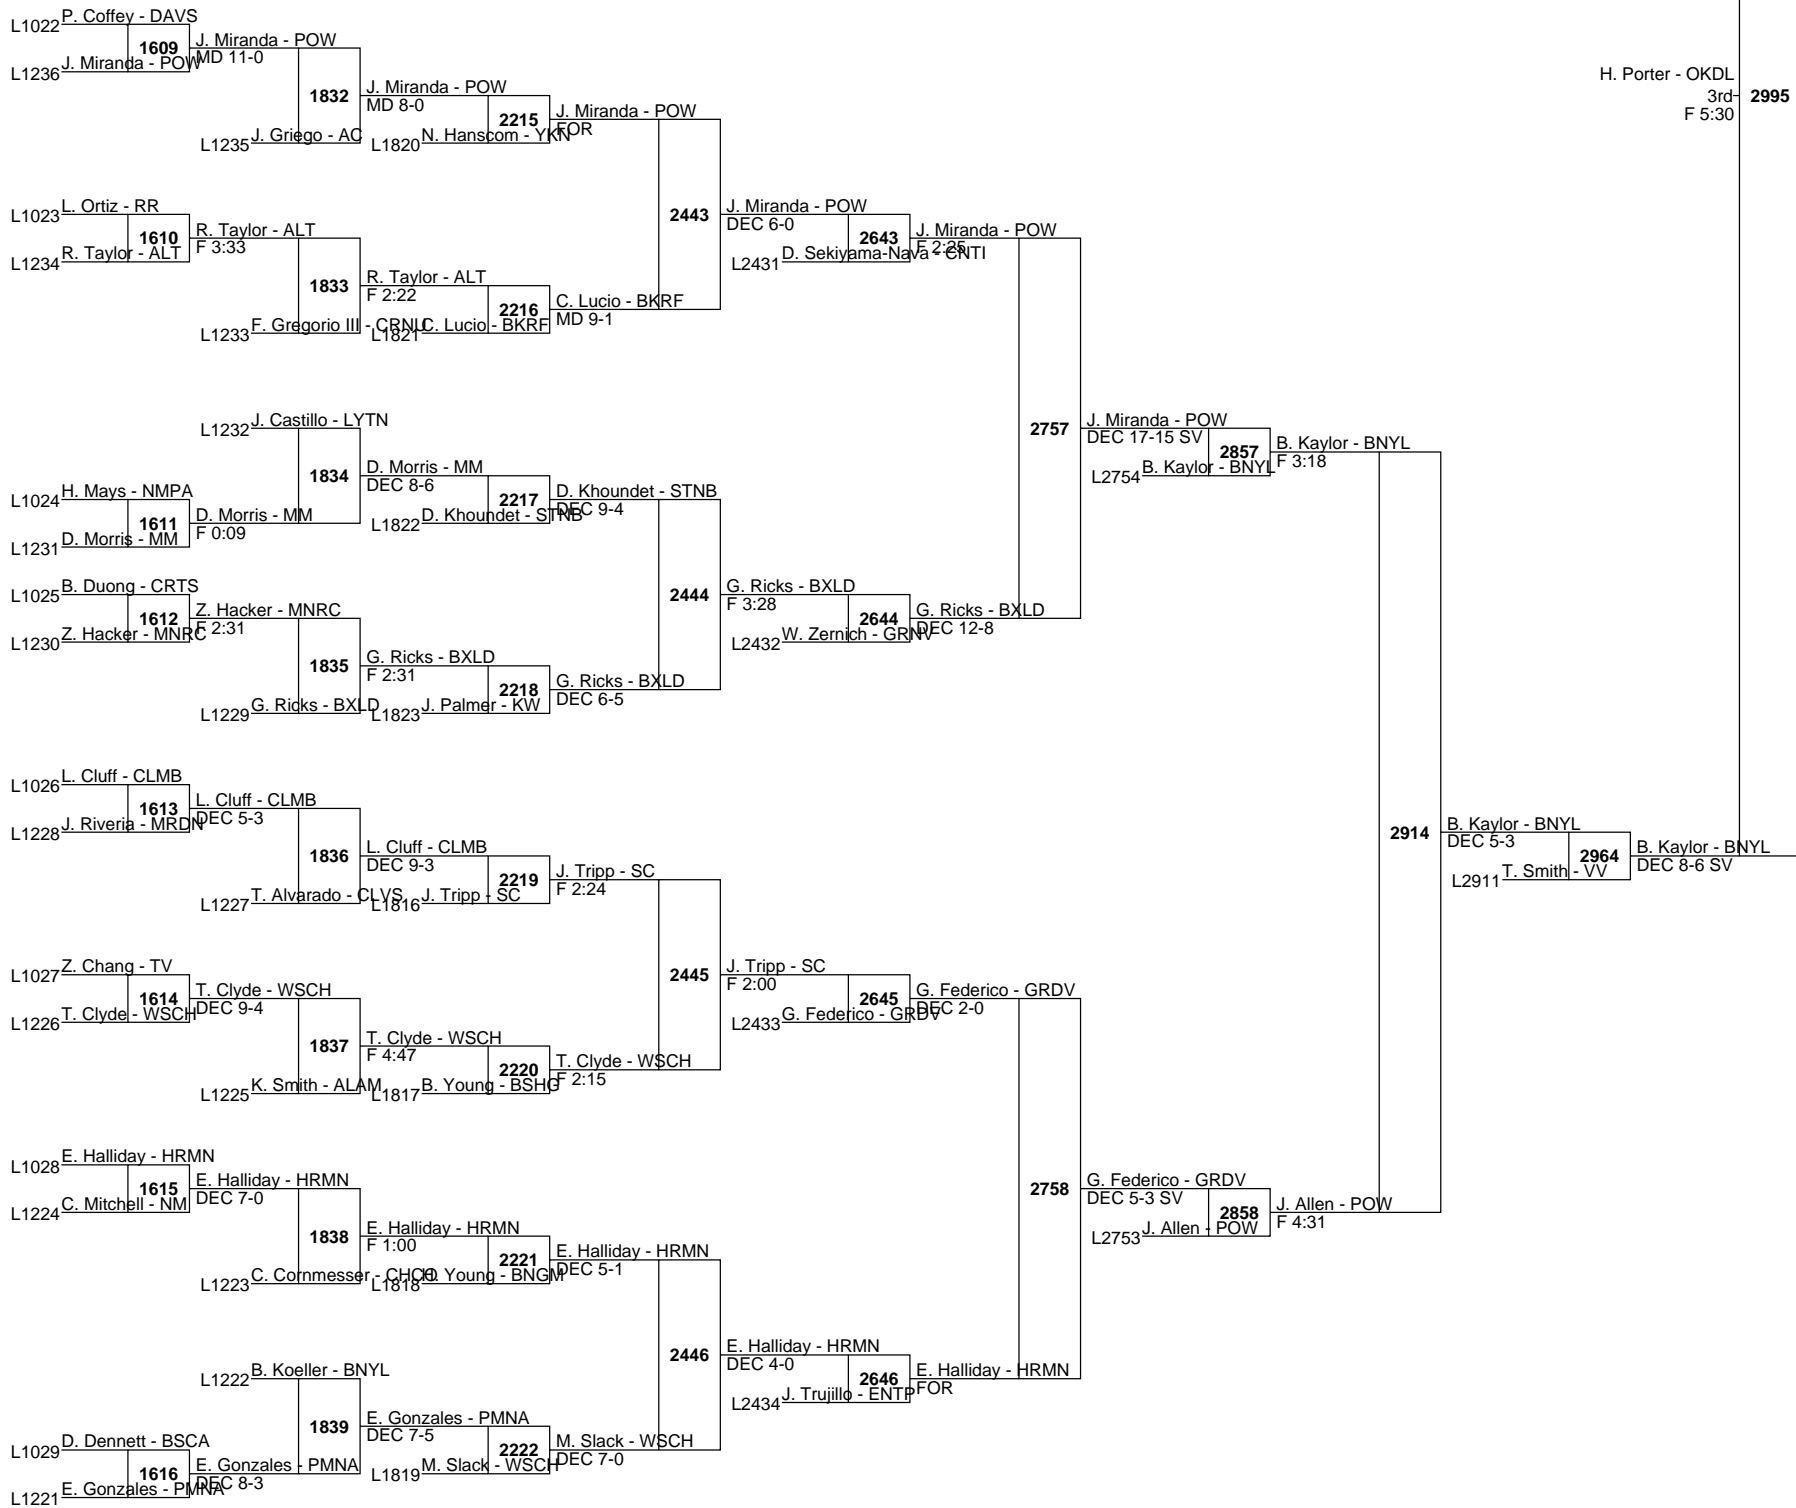 P. Coffey - DAVS
L1022
1609
J. Miranda - POW
MD 11-0
J. Miranda - POW
L1236
1832
J. Miranda - POW
MD 8-0
J. Griego - AC
L1235
2215
J. Miranda - POW
FOR
N. Hanscom - YKN
L1820
H. Porter - OKDL
3rd
F 5:30
2995
L. Ortiz - RR
L1023
1610
R. Taylor - ALT
F 3:33
R. Taylor - ALT
L1234
2443
J. Miranda - POW
DEC 6-0
2643
J. Miranda - POW
F 2:25
D. Sekiyama-Nava - CNTI
L2431
1833
R. Taylor - ALT
F 2:22
F. Gregorio III - CRNU
L1233
2216
C. Lucio - BKRF
MD 9-1
C. Lucio - BKRF
L1821
J. Castillo - LYTN
L1232
1834
D. Morris - MM
DEC 8-6
2217
D. Khoundet - STNB
DEC 9-4
D. Khoundet - STNB
L1822
H. Mays - NMPA
L1024
1611
D. Morris - MM
F 0:09
D. Morris - MM
L1231
2757
J. Miranda - POW
DEC 17-15 SV
2857
B. Kaylor - BNYL
F 3:18
B. Kaylor - BNYL
L2754
B. Duong - CRTS
L1025
1612
Z. Hacker - MNRC
F 2:31
Z. Hacker - MNRC
L1230
2444
G. Ricks - BXLD
F 3:28
2644
G. Ricks - BXLD
DEC 12-8
W. Zernich - GRNV
L2432
1835
G. Ricks - BXLD
F 2:31
G. Ricks - BXLD
L1229
2218
G. Ricks - BXLD
DEC 6-5
J. Palmer - KW
L1823
L. Cluff - CLMB
L1026
1613
L. Cluff - CLMB
DEC 5-3
J. Riveria - MRDN
L1228
1836
L. Cluff - CLMB
DEC 9-3
T. Alvarado - CLVS
L1227
2219
J. Tripp - SC
F 2:24
J. Tripp - SC
L1816
2914
B. Kaylor - BNYL
DEC 5-3
2964
B. Kaylor - BNYL
DEC 8-6 SV
T. Smith - VV
L2911
Z. Chang - TV
L1027
1614
T. Clyde - WSCH
DEC 9-4
T. Clyde - WSCH
L1226
2445
J. Tripp - SC
F 2:00
2645
G. Federico - GRDV
DEC 2-0
G. Federico - GRDV
L2433
1837
T. Clyde - WSCH
F 4:47
K. Smith - ALAM
L1225
2220
T. Clyde - WSCH
F 2:15
B. Young - BSHG
L1817
E. Halliday - HRMN
L1028
1615
E. Halliday - HRMN
DEC 7-0
C. Mitchell - NM
L1224
2758
G. Federico - GRDV
DEC 5-3 SV
2858
J. Allen - POW
F 4:31
J. Allen - POW
L2753
1838
E. Halliday - HRMN
F 1:00
C. Cornmesser - CHCO
L1223
2221
E. Halliday - HRMN
DEC 5-1
Young - BNGM
L1818
2446
E. Halliday - HRMN
DEC 4-0
2646
E. Halliday - HRMN
FOR
J. Trujillo - ENTP
L2434
B. Koeller - BNYL
L1222
1839
E. Gonzales - PMNA
DEC 7-5
2222
M. Slack - WSCH
DEC 7-0
M. Slack - WSCH
L1819
D. Dennett - BSCA
L1029
1616
E. Gonzales - PMNA
DEC 8-3
E. Gonzales - PMNA
L1221